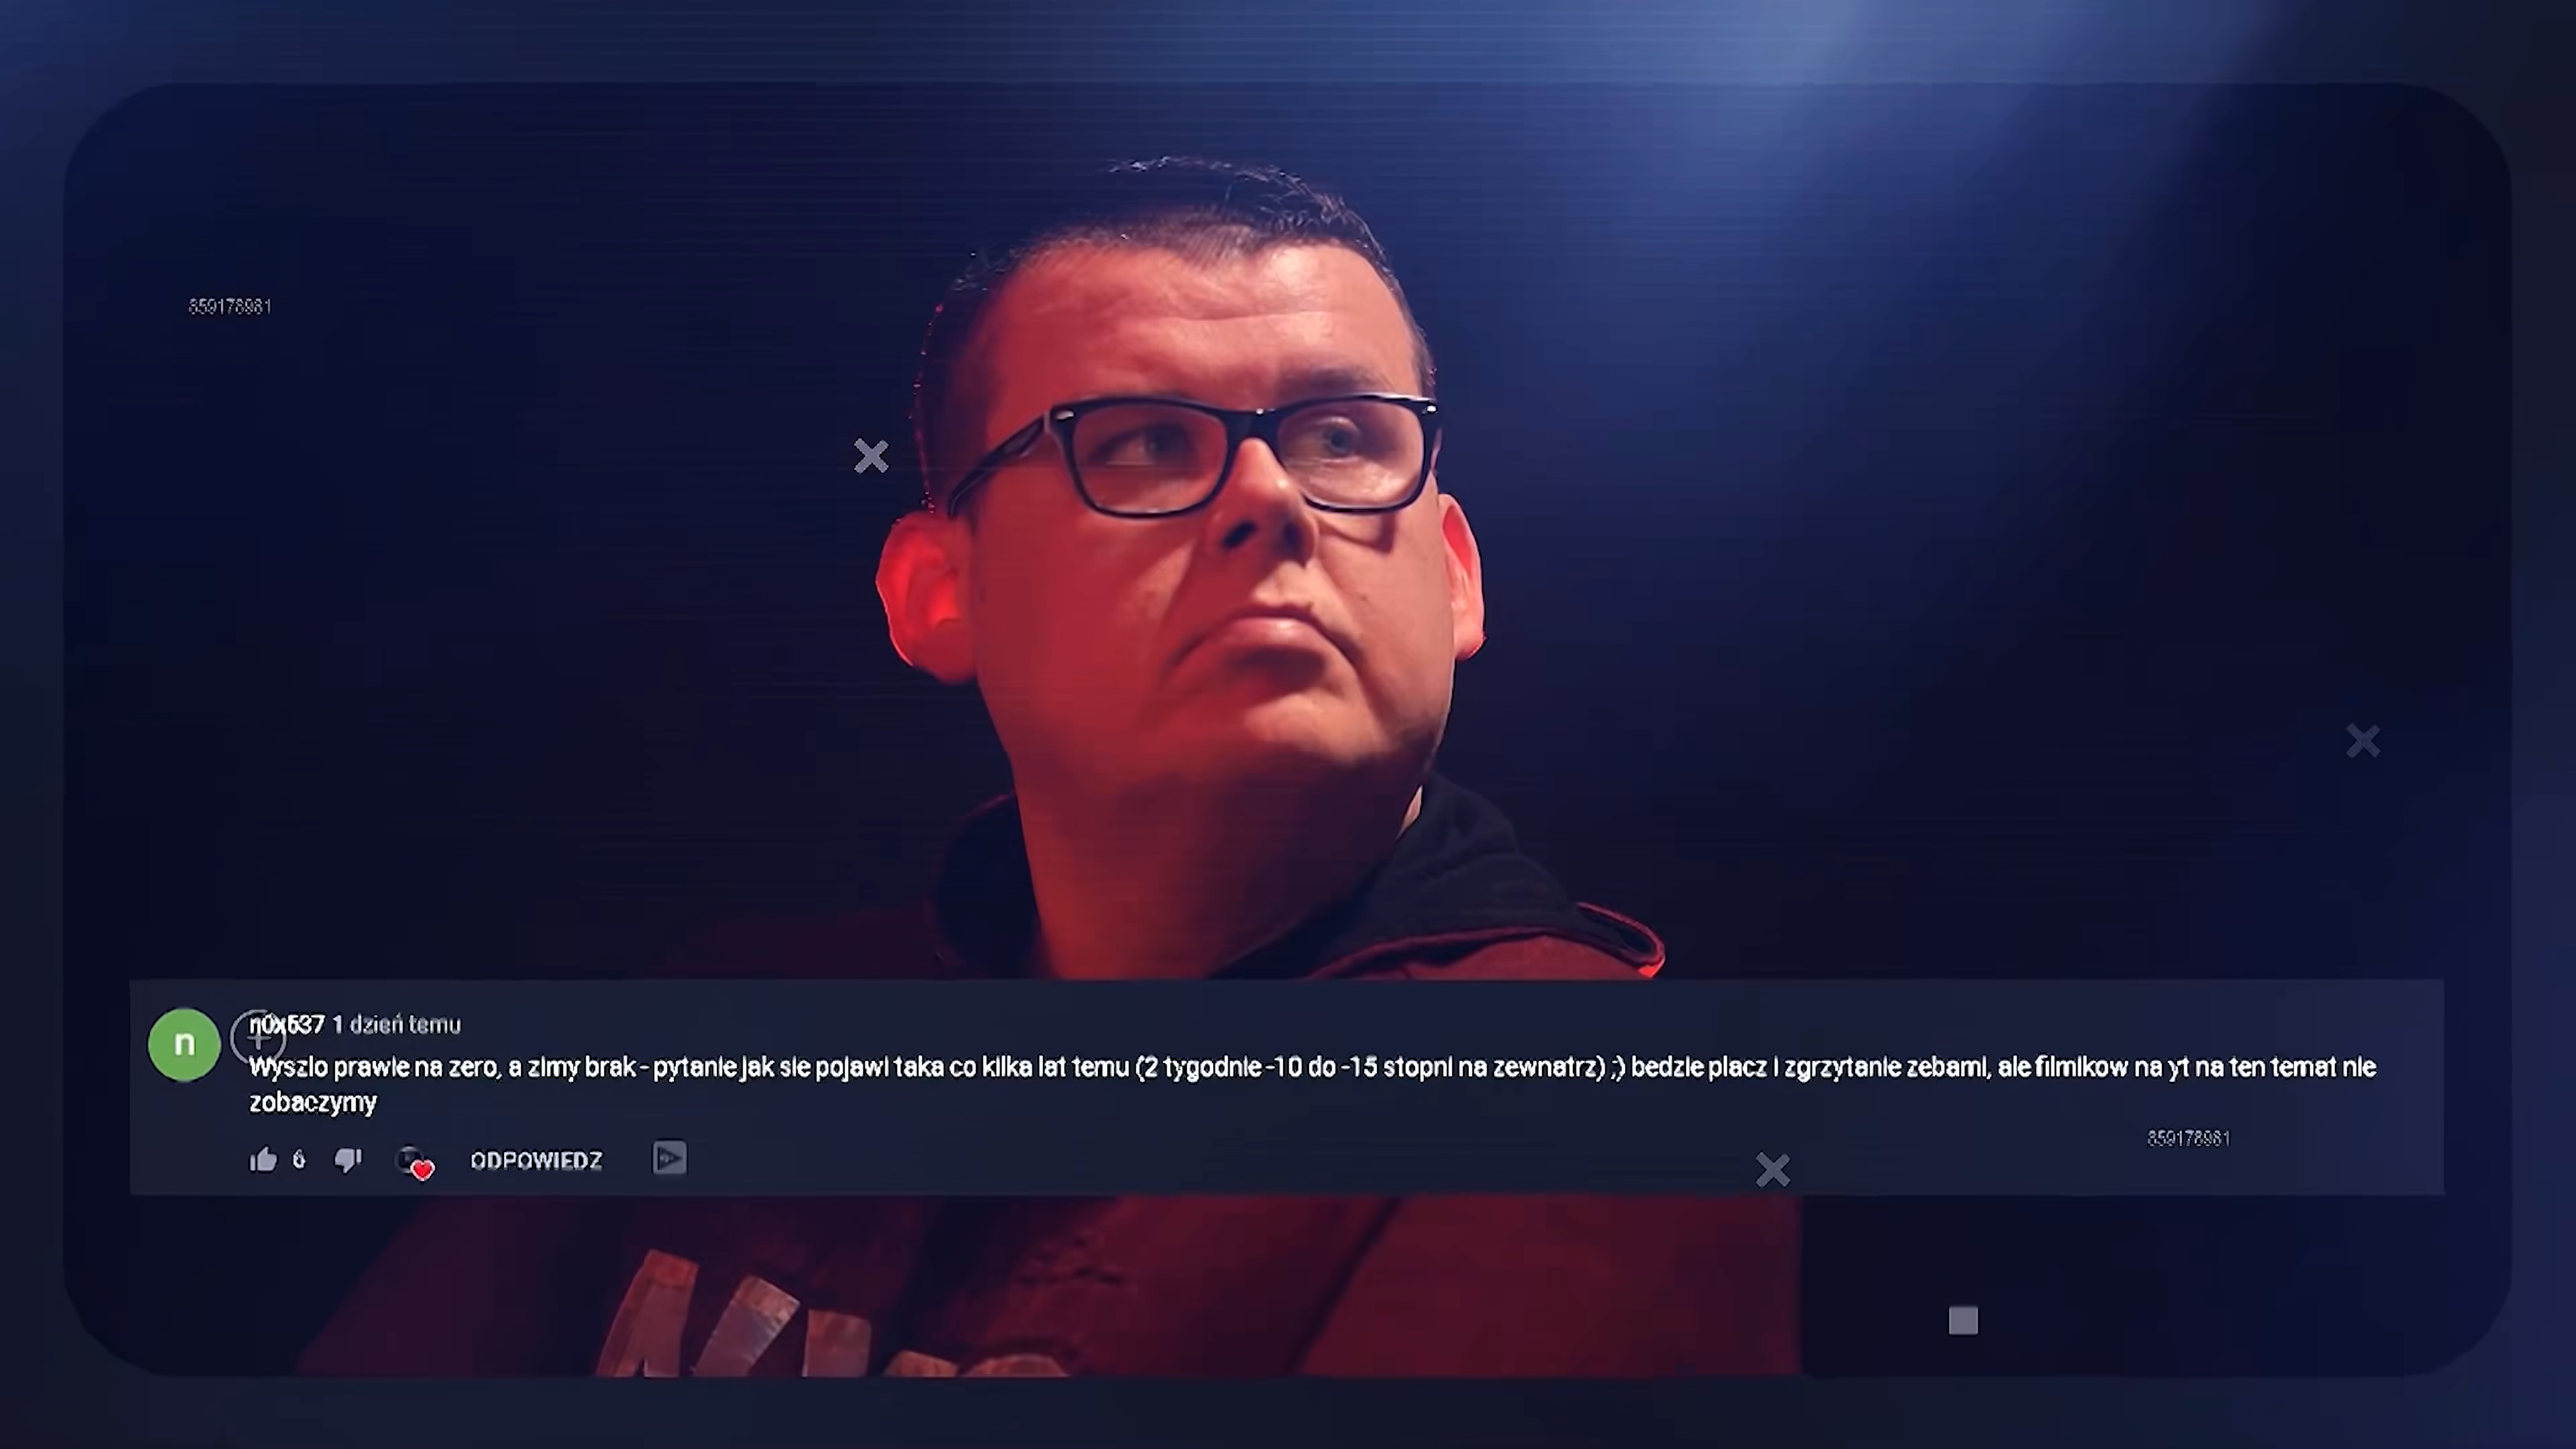 859178981
n0x537 1 dzień temu
Wyszlo prawie na zero, a zimy brak - pytanie jak sie pojawi taka co kilka lat temu (2 tygodnie -10 do -15 stopni na zewnatrz) ;) bedzie placz i zgrzytanie zebami, ale filmikow na yt na ten temat nie
zobaczymy
859178981
6 ODPOWIEDZ